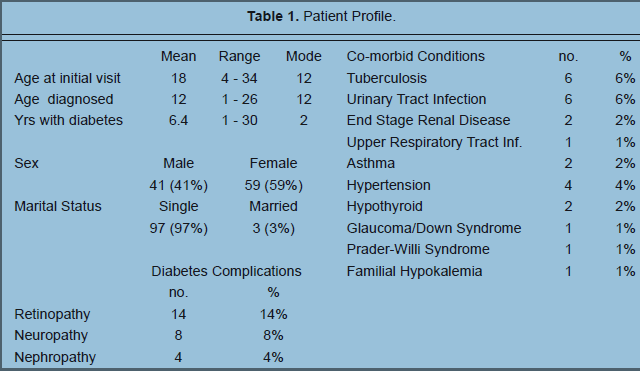 Table 1. Patient Profile.
Mean Range Mode
Age at initial visit 18 4 - 34 12
Age diagnosed 12 1 - 26 12
Yrs with diabetes 6.4 1 - 30 2
Sex Male Female
41 (41%) 59 (59%)
Marital Status Single Married
97 (97%) 3 (3%)
Diabetes Complications
no. %
Retinopathy 14 14%
Neuropathy 8 8%
Nephropathy 4 4%
Co-morbid Conditions no. %
Tuberculosis 6 6%
Urinary Tract Infection 6 6%
End Stage Renal Disease 2 2%
Upper Respiratory Tract Inf. 1 1%
Asthma 2 2%
Hypertension 4 4%
Hypothyroid 2 2%
Glaucoma/Down Syndrome 1 1%
Prader-Willi Syndrome 1 1%
Familial Hypokalemia 1 1%